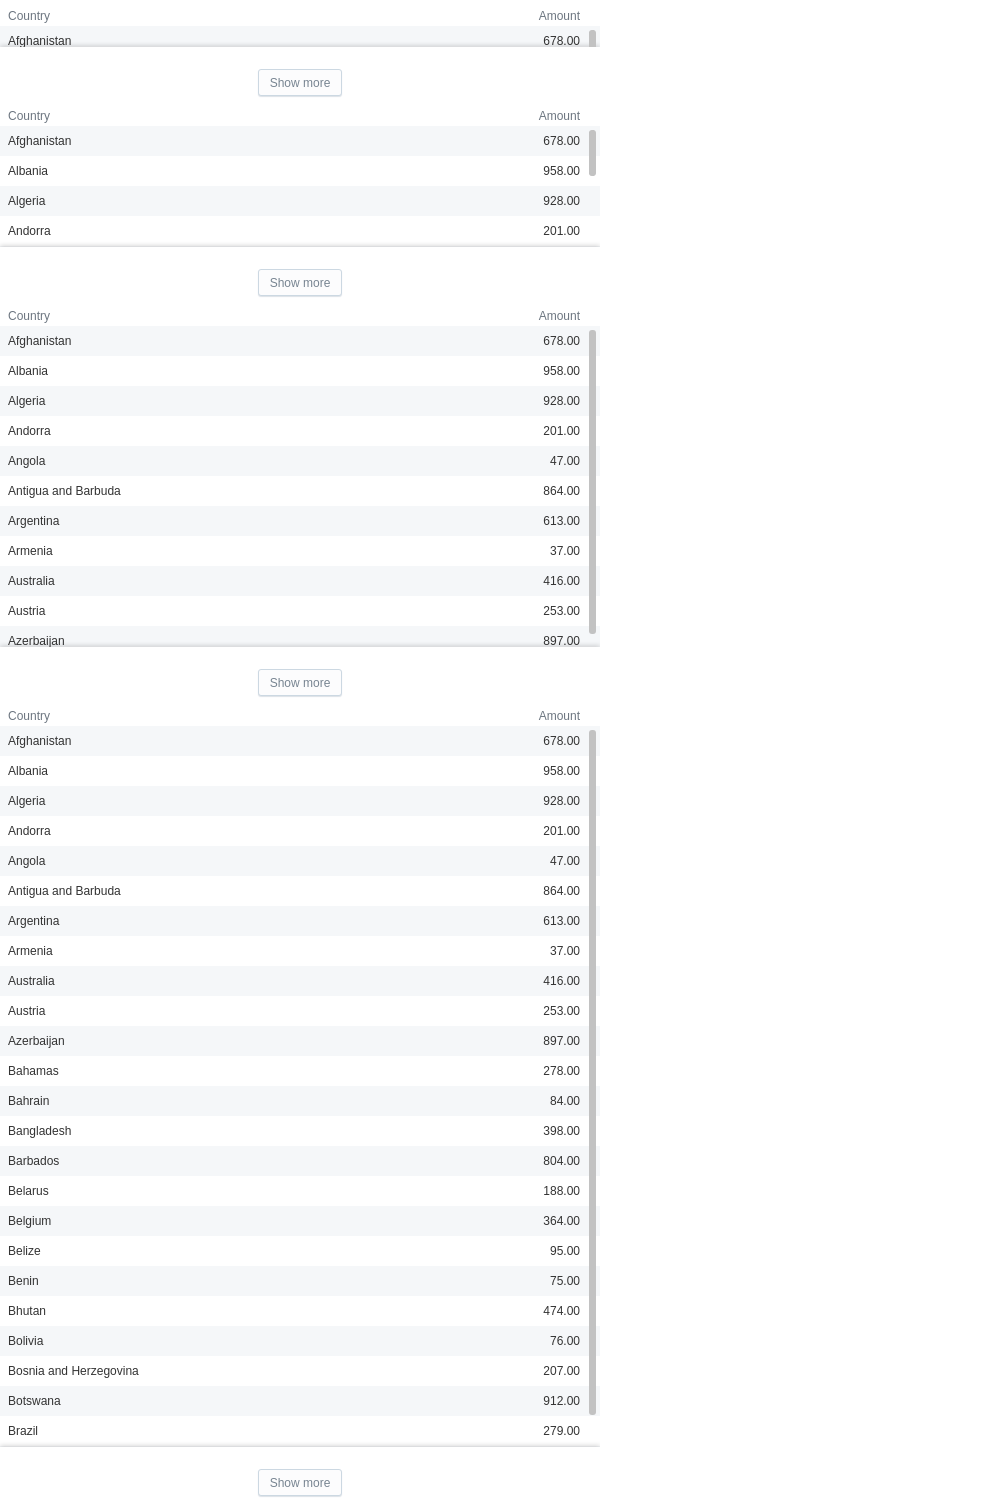 Country Amount
Afghanistan 678.00
Show more
Country Amount
Afghanistan 678.00
Albania 958.00
Algeria 928.00
Andorra 201.00
Show more
Country Amount
Afghanistan 678.00
Albania 958.00
Algeria 928.00
Andorra 201.00
Angola 47.00
Antigua and Barbuda 864.00
Argentina 613.00
Armenia 37.00
Australia 416.00
Austria 253.00
Azerbaijan 897.00
Show more
Country Amount
Afghanistan 678.00
Albania 958.00
Algeria 928.00
Andorra 201.00
Angola 47.00
Antigua and Barbuda 864.00
Argentina 613.00
Armenia 37.00
Australia 416.00
Austria 253.00
Azerbaijan 897.00
Bahamas 278.00
Bahrain 84.00
Bangladesh 398.00
Barbados 804.00
Belarus 188.00
Belgium 364.00
Belize 95.00
Benin 75.00
Bhutan 474.00
Bolivia 76.00
Bosnia and Herzegovina 207.00
Botswana 912.00
Brazil 279.00
Show more